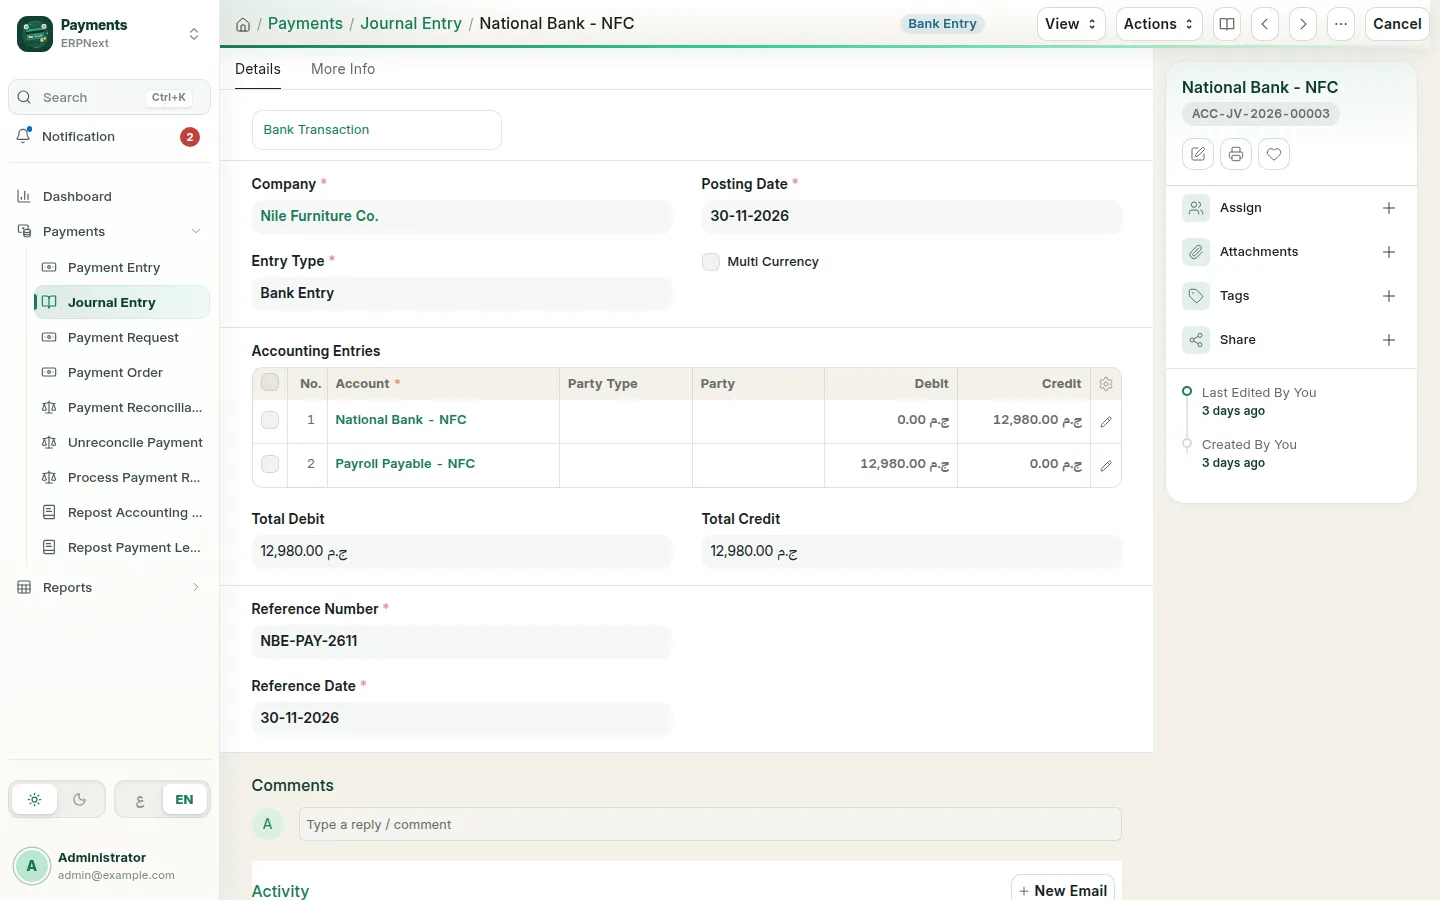 Payments
ERPNext
Search
Ctrl+K
Notification
2
Dashboard
Payments
Payment Entry
Journal Entry
Payment Request
Payment Order
Payment Reconcilia...
Unreconcile Payment
Process Payment R...
Repost Accounting ...
Repost Payment Le...
Reports
ع
EN
A
Administrator
admin@example.com
/ Payments / Journal Entry / National Bank - NFC
Bank Entry
View
Actions
...
Cancel
Details
More Info
Bank Transaction
Company *
Nile Furniture Co.
Posting Date *
30-11-2026
Entry Type *
Bank Entry
Multi Currency
Accounting Entries
No. Account * Party Type Party Debit Credit
1 National Bank - NFC 0.00 ج.م 12,980.00 ج.م
2 Payroll Payable - NFC 12,980.00 ج.م 0.00 ج.م
Total Debit
12,980.00 ج.م
Total Credit
12,980.00 ج.م
Reference Number *
NBE-PAY-2611
Reference Date *
30-11-2026
Comments
A
Type a reply / comment
Activity
+ New Email
National Bank - NFC
ACC-JV-2026-00003
Assign
Attachments
Tags
Share
Last Edited By You
3 days ago
Created By You
3 days ago